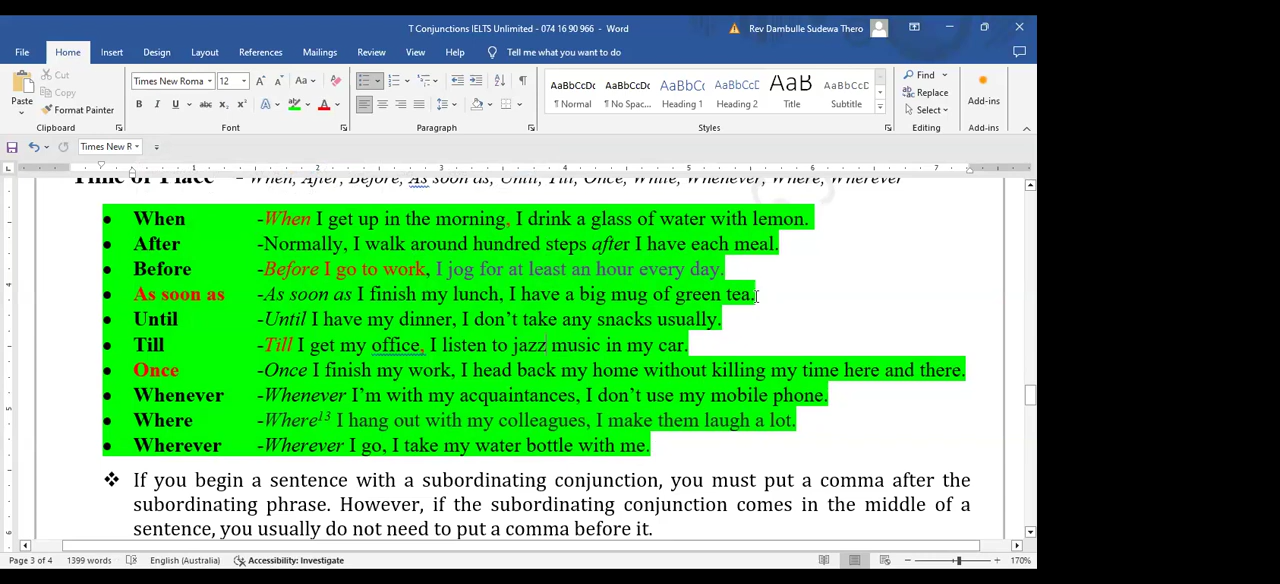 T Conjunctions IELTS Unlimited - 074 16 90 966 - Word
Rev Dambulle Sudewa Thero
File Home Insert Design Layout References Mailings Review View Help Tell me what you want to do
Cut
Copy
Format Painter
Paste
Clipboard
Times New Roma 12 Aa
B I U abc x₂ x² A A
Font
Paragraph
AaBbCcDc AaBbCcDc AaBbCc AaBbCcD AaB AaBbCcD
¶ Normal ¶ No Spac... Heading 1 Heading 2 Title Subtitle
Styles
Find
Replace
Select
Editing
Add-ins
Add-ins
Times New R
1 2 3 4 5 6 7
Time or Place – When, After, Before, As soon as, Until, Till, Once, While, Whenever, Where, Wherever
● When -When I get up in the morning, I drink a glass of water with lemon.
● After -Normally, I walk around hundred steps after I have each meal.
● Before -Before I go to work, I jog for at least an hour every day.
● As soon as -As soon as I finish my lunch, I have a big mug of green tea.
● Until -Until I have my dinner, I don't take any snacks usually.
● Till -Till I get my office, I listen to jazz music in my car.
● Once -Once I finish my work, I head back my home without killing my time here and there.
● Whenever -Whenever I'm with my acquaintances, I don't use my mobile phone.
● Where -Where¹³ I hang out with my colleagues, I make them laugh a lot.
● Wherever -Wherever I go, I take my water bottle with me.
❖ If you begin a sentence with a subordinating conjunction, you must put a comma after the
subordinating phrase. However, if the subordinating conjunction comes in the middle of a
sentence, you usually do not need to put a comma before it.
Page 3 of 4 1399 words English (Australia) Accessibility: Investigate 170%